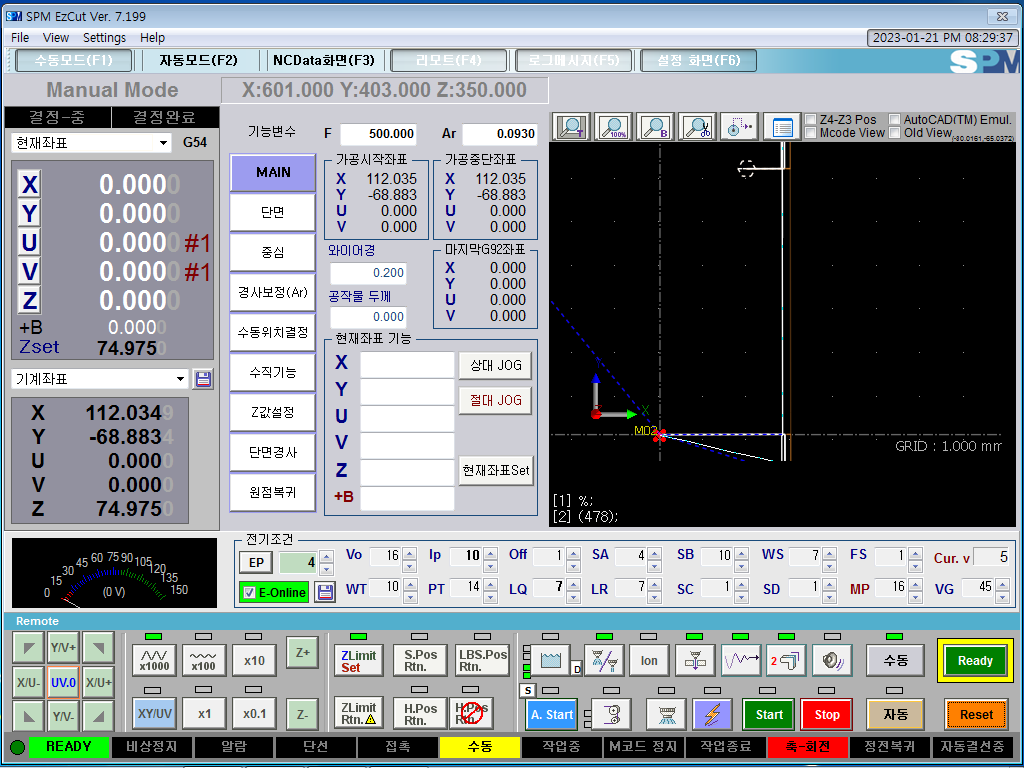 SPM EzCut Ver. 7.199
File View Settings Help
2023-01-21 PM 08:29:37
수동모드(F1) 자동모드(F2) NCData화면(F3) 리모트(F4) 로그메시지(F5) 설정 화면(F6) SPM
Manual Mode X:601.000 Y:403.000 Z:350.000
결정-중 결정완료
현재좌표 G54
X 0.0000
Y 0.0000
U 0.0000 #1
V 0.0000 #1
Z 0.0000
+B 0.0000
Zset 74.9750
기계좌표
X 112.0349
Y -68.8834
U 0.0000
V 0.0000
Z 74.9750
기능변수 F 500.000 Ar 0.0930
MAIN
단면
중심
경사보정(Ar)
수동위치결정
수직기능
Z값설정
단면경사
원점복귀
가공시작좌표
X 112.035
Y -68.883
U 0.000
V 0.000
가공중단좌표
X 112.035
Y -68.883
U 0.000
V 0.000
와이어경
0.200
공작물 두께
0.000
마지막G92좌표
X 0.000
Y 0.000
U 0.000
V 0.000
현재좌표 기능
X
Y
U
V
Z
+B
상대 JOG
절대 JOG
현재좌표Set
T 100% B
Z4-Z3 Pos AutoCAD(TM) Emul.
Mcode View Old View
(-80.0161,-65.0372)
X
M02
GRID : 1.000 mm
[1] %;
[2] (478);
0 15 30 45 60 75 90 105 120 135 150
(0 V)
전기조건
EP 4
E-Online
Vo 16 Ip 10 Off 1 SA 4 SB 10 WS 7 FS 1 Cur. v 5
WT 10 PT 14 LQ 7 LR 7 SC 1 SD 1 MP 16 VG 45
Remote
Y/V+
X/U- UV.0 X/U+
Y/V-
x1000 x100 x10 Z+
XY/UV x1 x0.1 Z-
ZLimit Set S.Pos Rtn. LBS.Pos Rtn.
ZLimit Rtn. H.Pos Rtn. H.Pos Rtn.
D Ion 2 수동 Ready
S A. Start Start Stop 자동 Reset
READY 비상정지 알람 단선 접촉 수동 작업중 M코드 정지 작업종료 축-회전 정전복귀 자동결선중